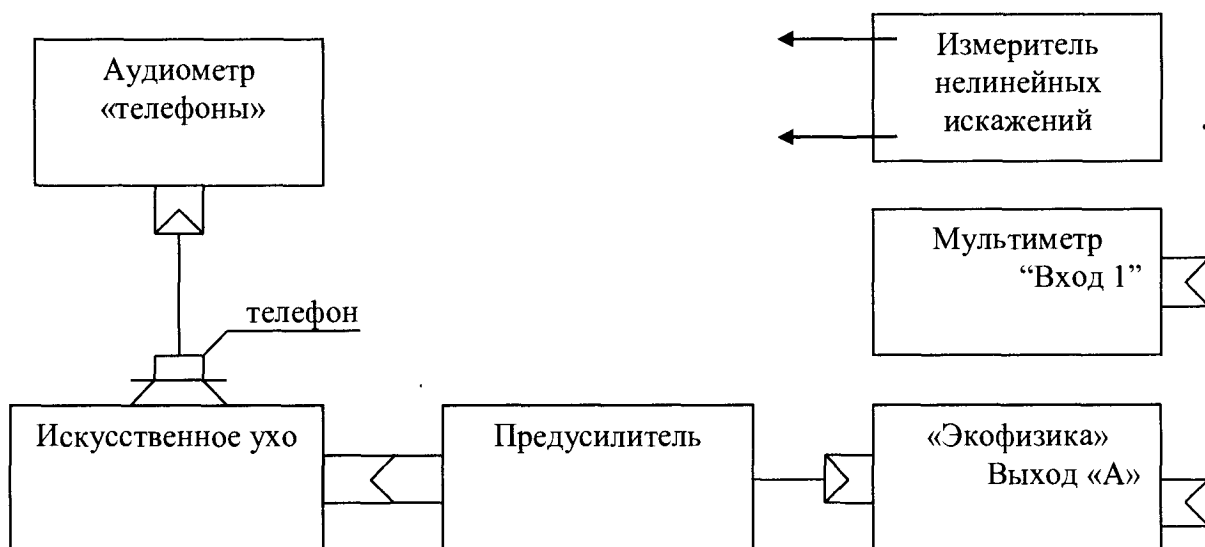 Аудиометр
«телефоны»
Измеритель
нелинейных
искажений
Мультиметр
“Вход 1”
телефон
Искусственное ухо
Предусилитель
«Экофизика»
Выход «А»